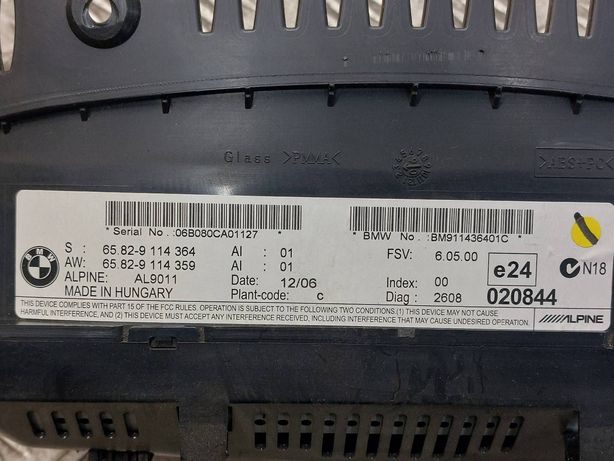 Glass >PMMA<
>ABS+PC<
* Serial No . :06B080CA01127 *
* BMW No . :BM911436401C *
BMW
S : 65.82-9 114 364 AI : 01
AW: 65.82-9 114 359 AI : 01
ALPINE: AL9011 Date: 12/06
MADE IN HUNGARY Plant-code: c
FSV: 6.05.00
Index: 00
Diag : 2608
e24
020844
N18
THIS DEVICE COMPLIES WITH PART 15 OF THE FCC RULES. OPERATION IS SUBJECT TO THE FOLLOWING TWO CONDITIONS (1) THIS DEVICE MAY NOT CAUSE
HARMFUL INTERFERENCE, AND (2) THIS DEVICE MUST ACCEPT ANY INTERFERENCE RECEIVED, INCLUDING INTERFERENCE THAT MAY CAUSE UNDESIRED OPERATION.
ALPINE